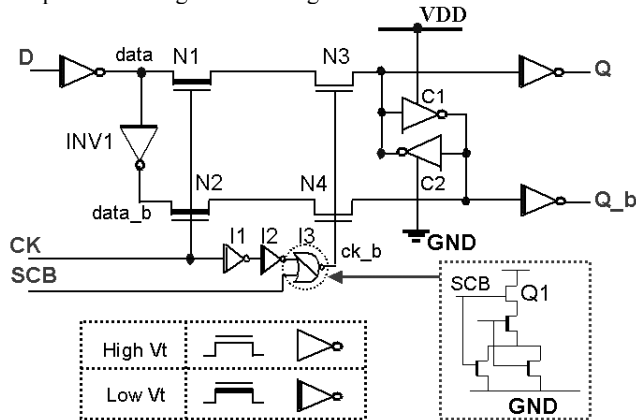 VDD
D
data
N1
N3
Q
C1
INV1
N2
N4
C2
data_b
Q_b
CK
I1
I2
I3
ck_b
GND
SCB
SCB
Q1
High Vt
Low Vt
GND